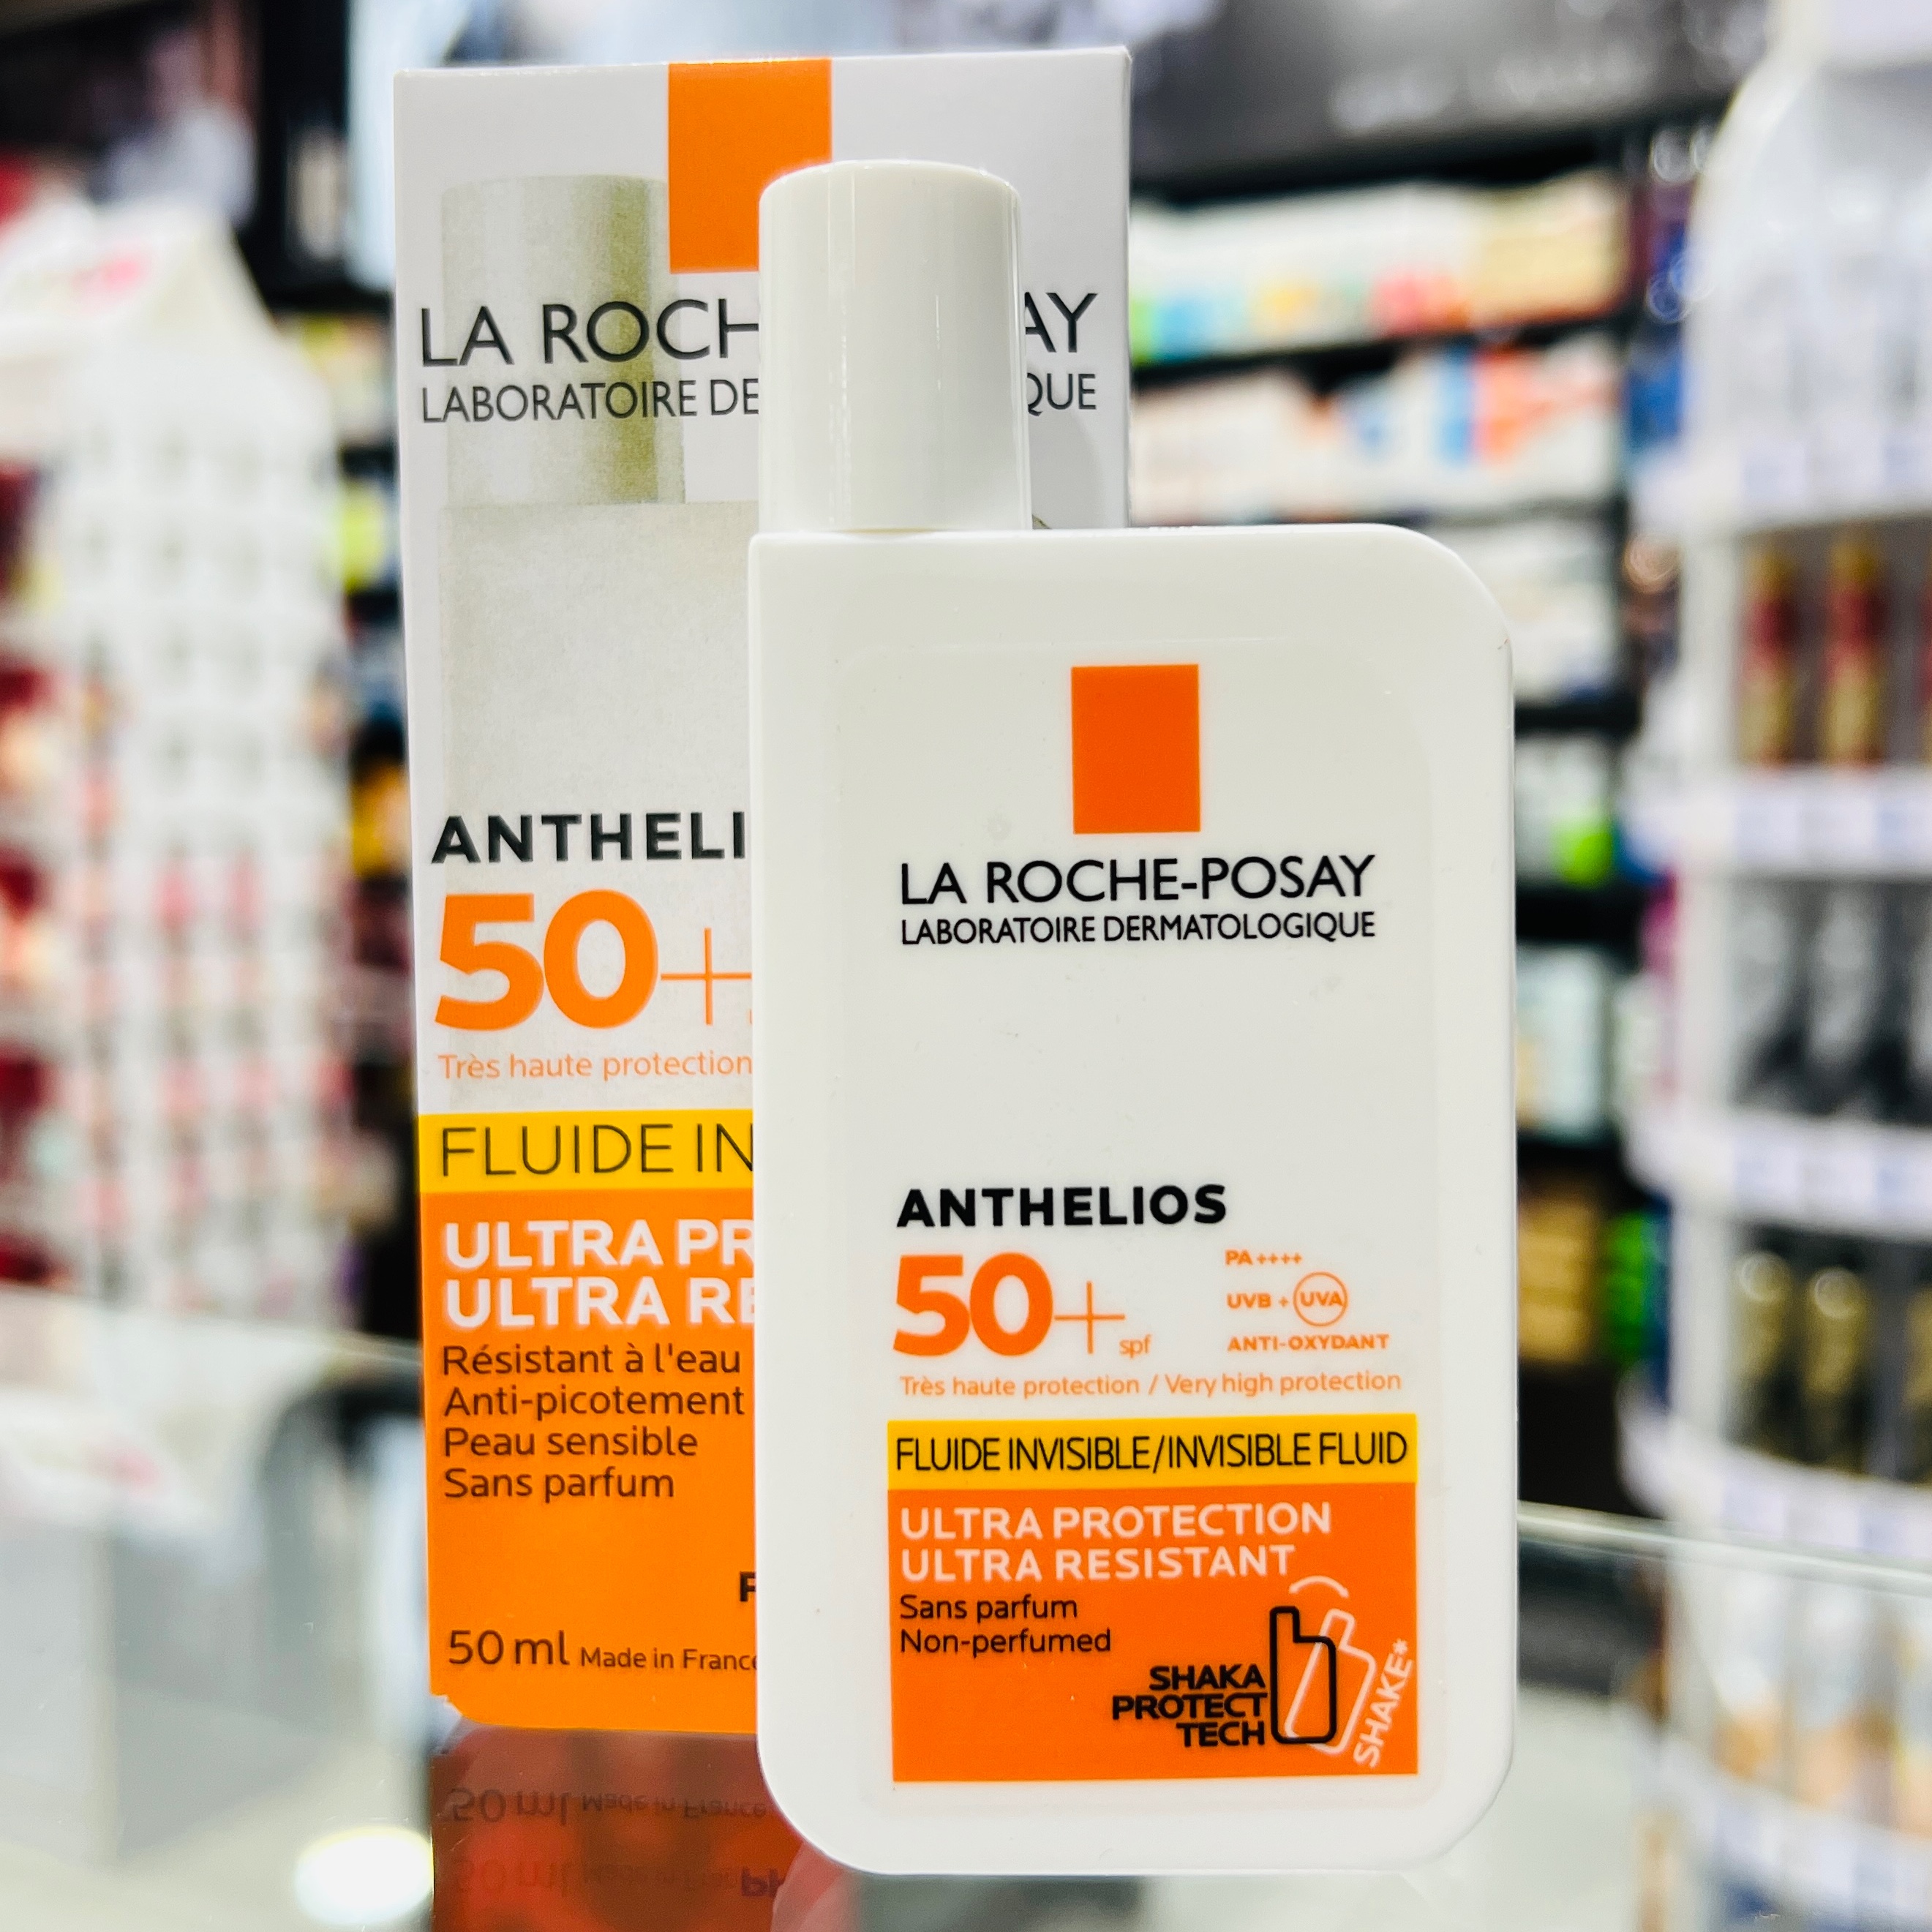 LA ROCH AY
LABORATOIRE DE QUE
ANTHELI
50+
Très haute protection
FLUIDE IN
ULTRA PR
ULTRA RE
Résistant à l'eau
Anti-picotement
Peau sensible
Sans parfum
50 ml Made in France
LA ROCHE-POSAY
LABORATOIRE DERMATOLOGIQUE
ANTHELIOS
50+ spf
PA++++
UVB + UVA
ANTI-OXYDANT
Très haute protection / Very high protection
FLUIDE INVISIBLE/INVISIBLE FLUID
ULTRA PROTECTION
ULTRA RESISTANT
Sans parfum
Non-perfumed
SHAKA
PROTECT
TECH
SHAKE*